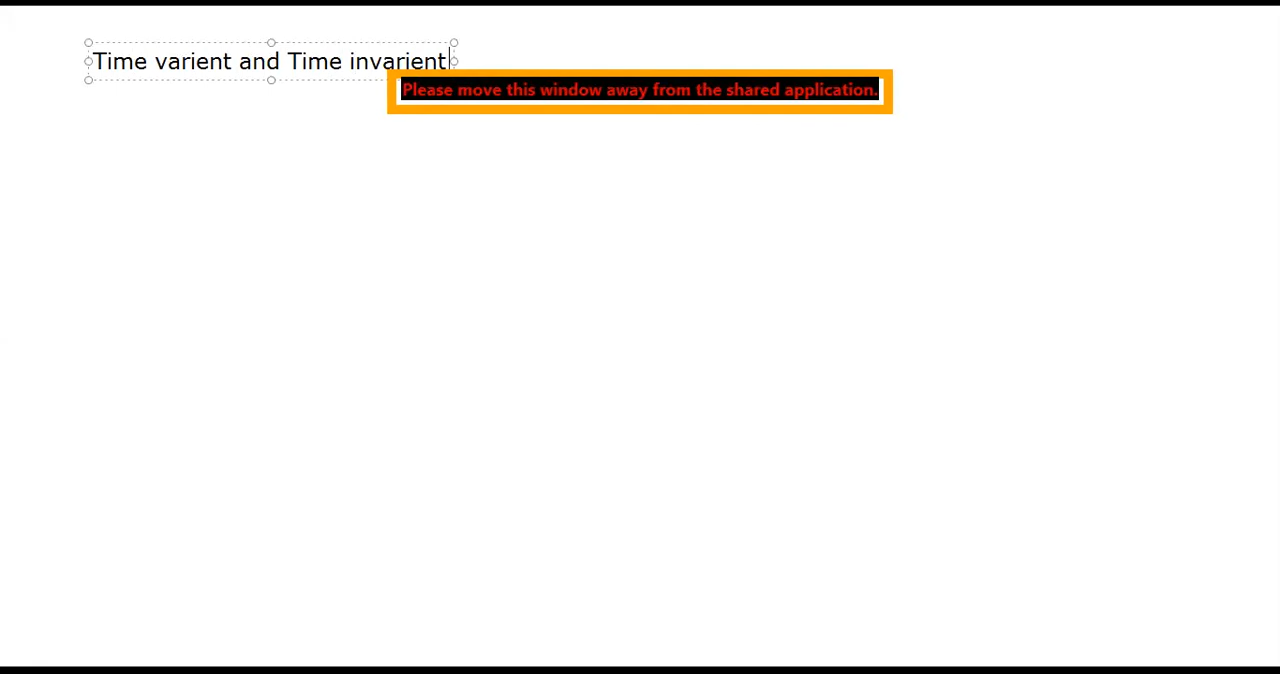 Time varient and Time invarient
Please move this window away from the shared application.